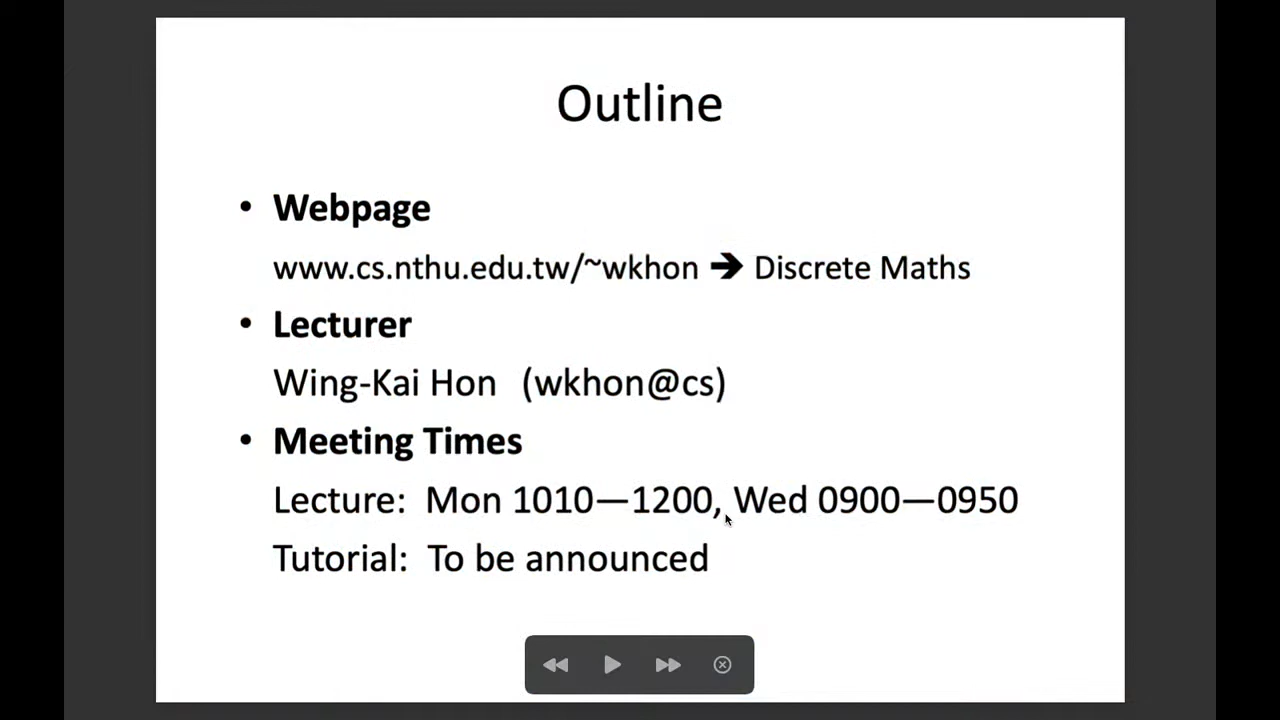 Outline
• Webpage
www.cs.nthu.edu.tw/~wkhon ➔ Discrete Maths
• Lecturer
Wing-Kai Hon (wkhon@cs)
• Meeting Times
Lecture: Mon 1010—1200, Wed 0900—0950
Tutorial: To be announced